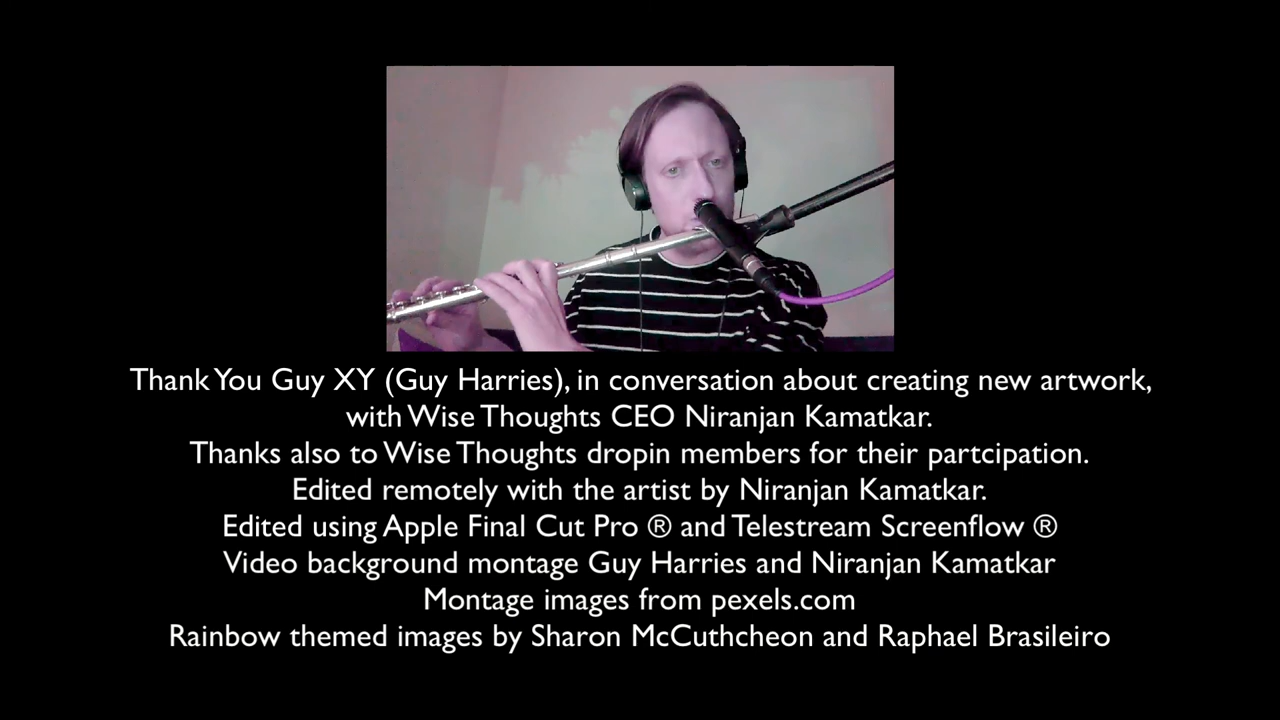 Thank You Guy XY (Guy Harries), in conversation about creating new artwork,
with Wise Thoughts CEO Niranjan Kamatkar.
Thanks also to Wise Thoughts dropin members for their partcipation.
Edited remotely with the artist by Niranjan Kamatkar.
Edited using Apple Final Cut Pro ® and Telestream Screenflow ®
Video background montage Guy Harries and Niranjan Kamatkar
Montage images from pexels.com
Rainbow themed images by Sharon McCuthcheon and Raphael Brasileiro